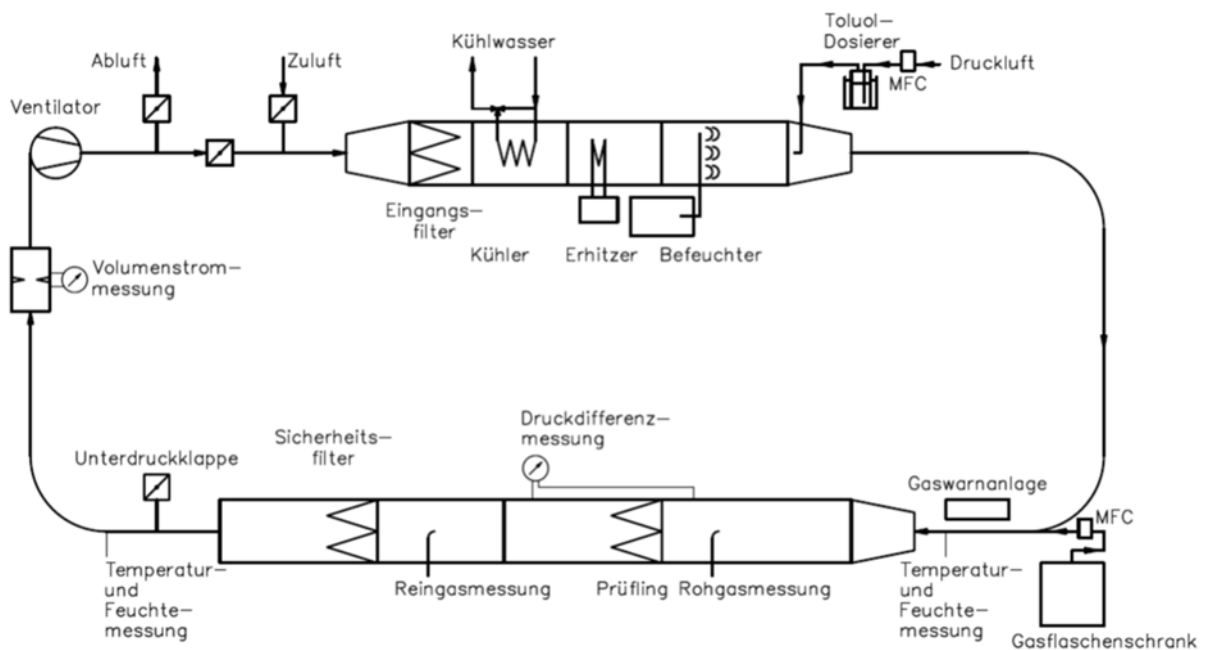 Toluol-
Dosierer
Kühlwasser
Abluft
Zuluft
Druckluft
MFC
Ventilator
Eingangs-
filter
Kühler
Erhitzer
Befeuchter
Volumenstrom-
messung
Druckdifferenz-
messung
Sicherheits-
filter
Unterdruckklappe
Gaswarnanlage
MFC
Temperatur-
und
Feuchte-
messung
Reingasmessung
Prüfling
Rohgasmessung
Temperatur-
und
Feuchte-
messung
Gasflaschenschrank